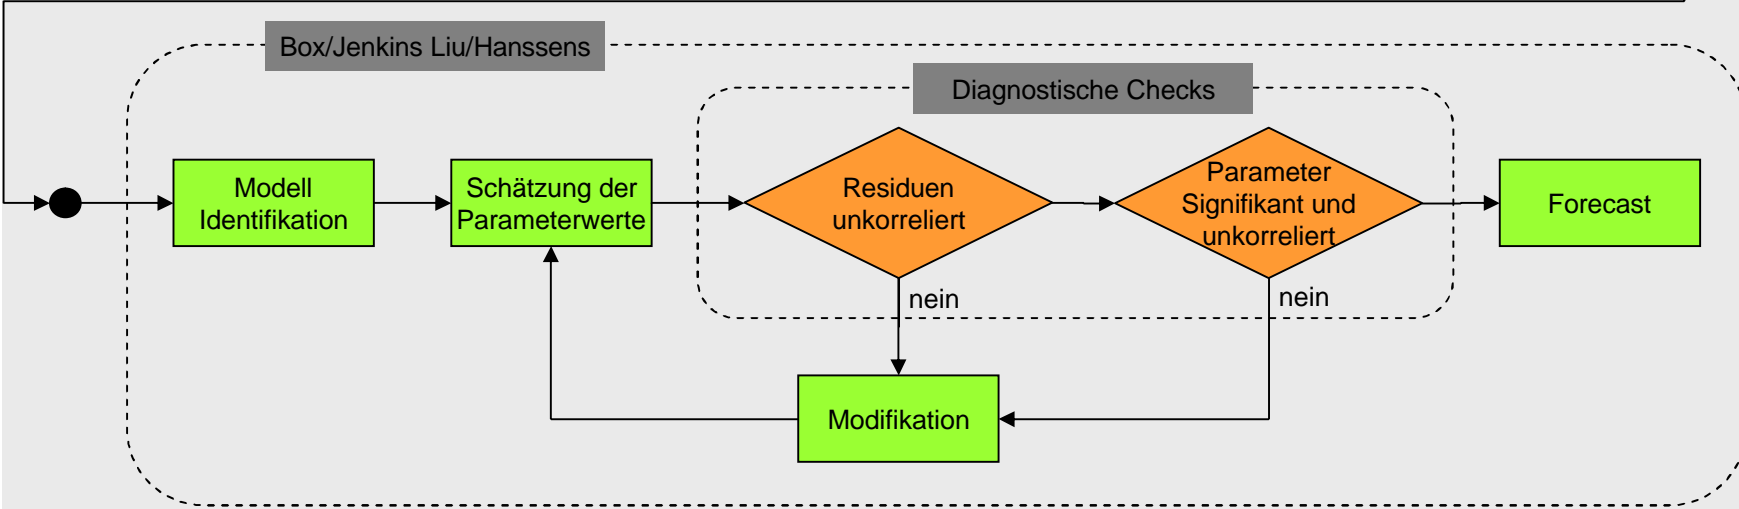 Box/Jenkins Liu/Hanssens
Diagnostische Checks
Modell
Identifikation
Schätzung der
Parameterwerte
Residuen
unkorreliert
Parameter
Signifikant und
unkorreliert
Forecast
nein
nein
Modifikation